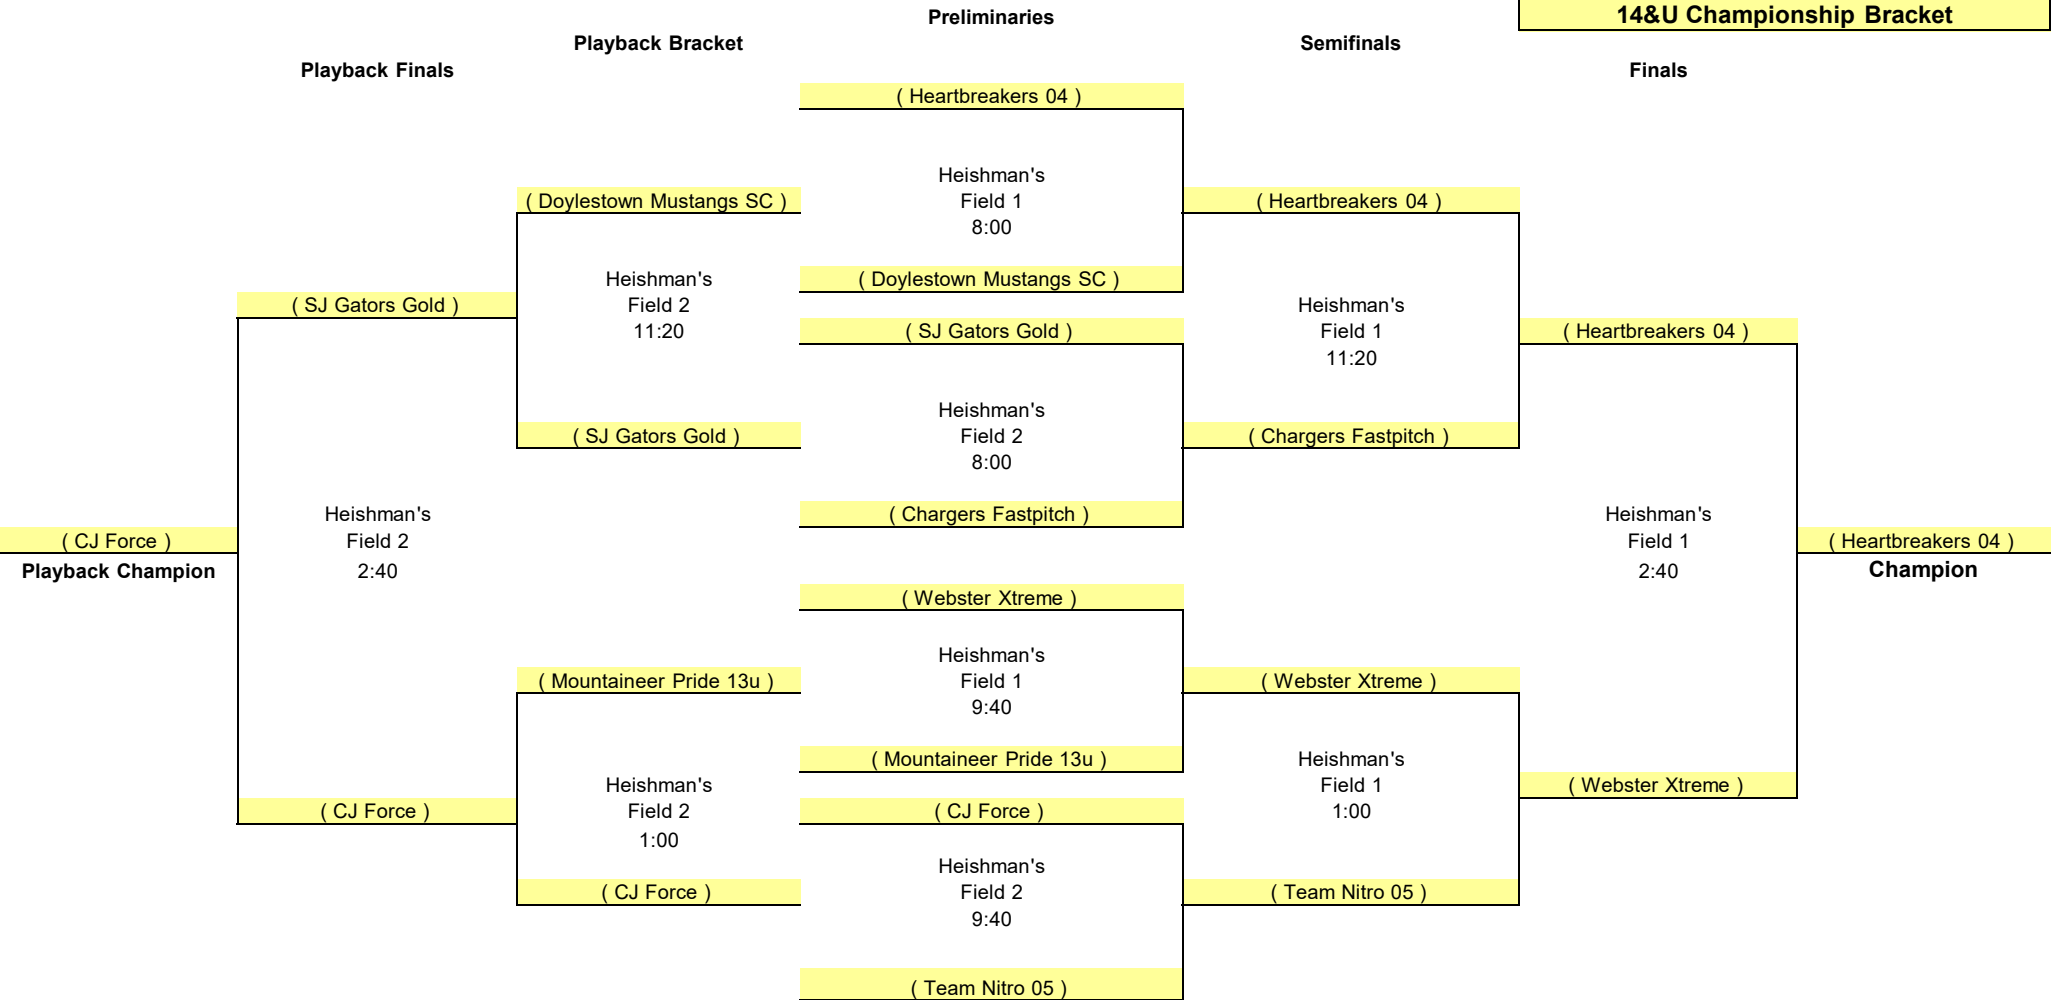 14&U Championship Bracket
Preliminaries
Playback Bracket
Semifinals
Playback Finals
Finals
( Heartbreakers 04 )
Heishman's
Field 1
8:00
( Doylestown Mustangs SC )
( Heartbreakers 04 )
( Doylestown Mustangs SC )
Heishman's
Field 2
11:20
( SJ Gators Gold )
Heishman's
Field 1
11:20
( SJ Gators Gold )
( Heartbreakers 04 )
Heishman's
Field 2
8:00
( SJ Gators Gold )
( Chargers Fastpitch )
( Chargers Fastpitch )
Heishman's
Field 2
2:40
Heishman's
Field 1
2:40
( CJ Force )
Playback Champion
( Heartbreakers 04 )
Champion
( Webster Xtreme )
Heishman's
Field 1
9:40
( Mountaineer Pride 13u )
( Webster Xtreme )
( Mountaineer Pride 13u )
Heishman's
Field 2
1:00
( CJ Force )
Heishman's
Field 1
1:00
( CJ Force )
( Webster Xtreme )
Heishman's
Field 2
9:40
( CJ Force )
( Team Nitro 05 )
( Team Nitro 05 )